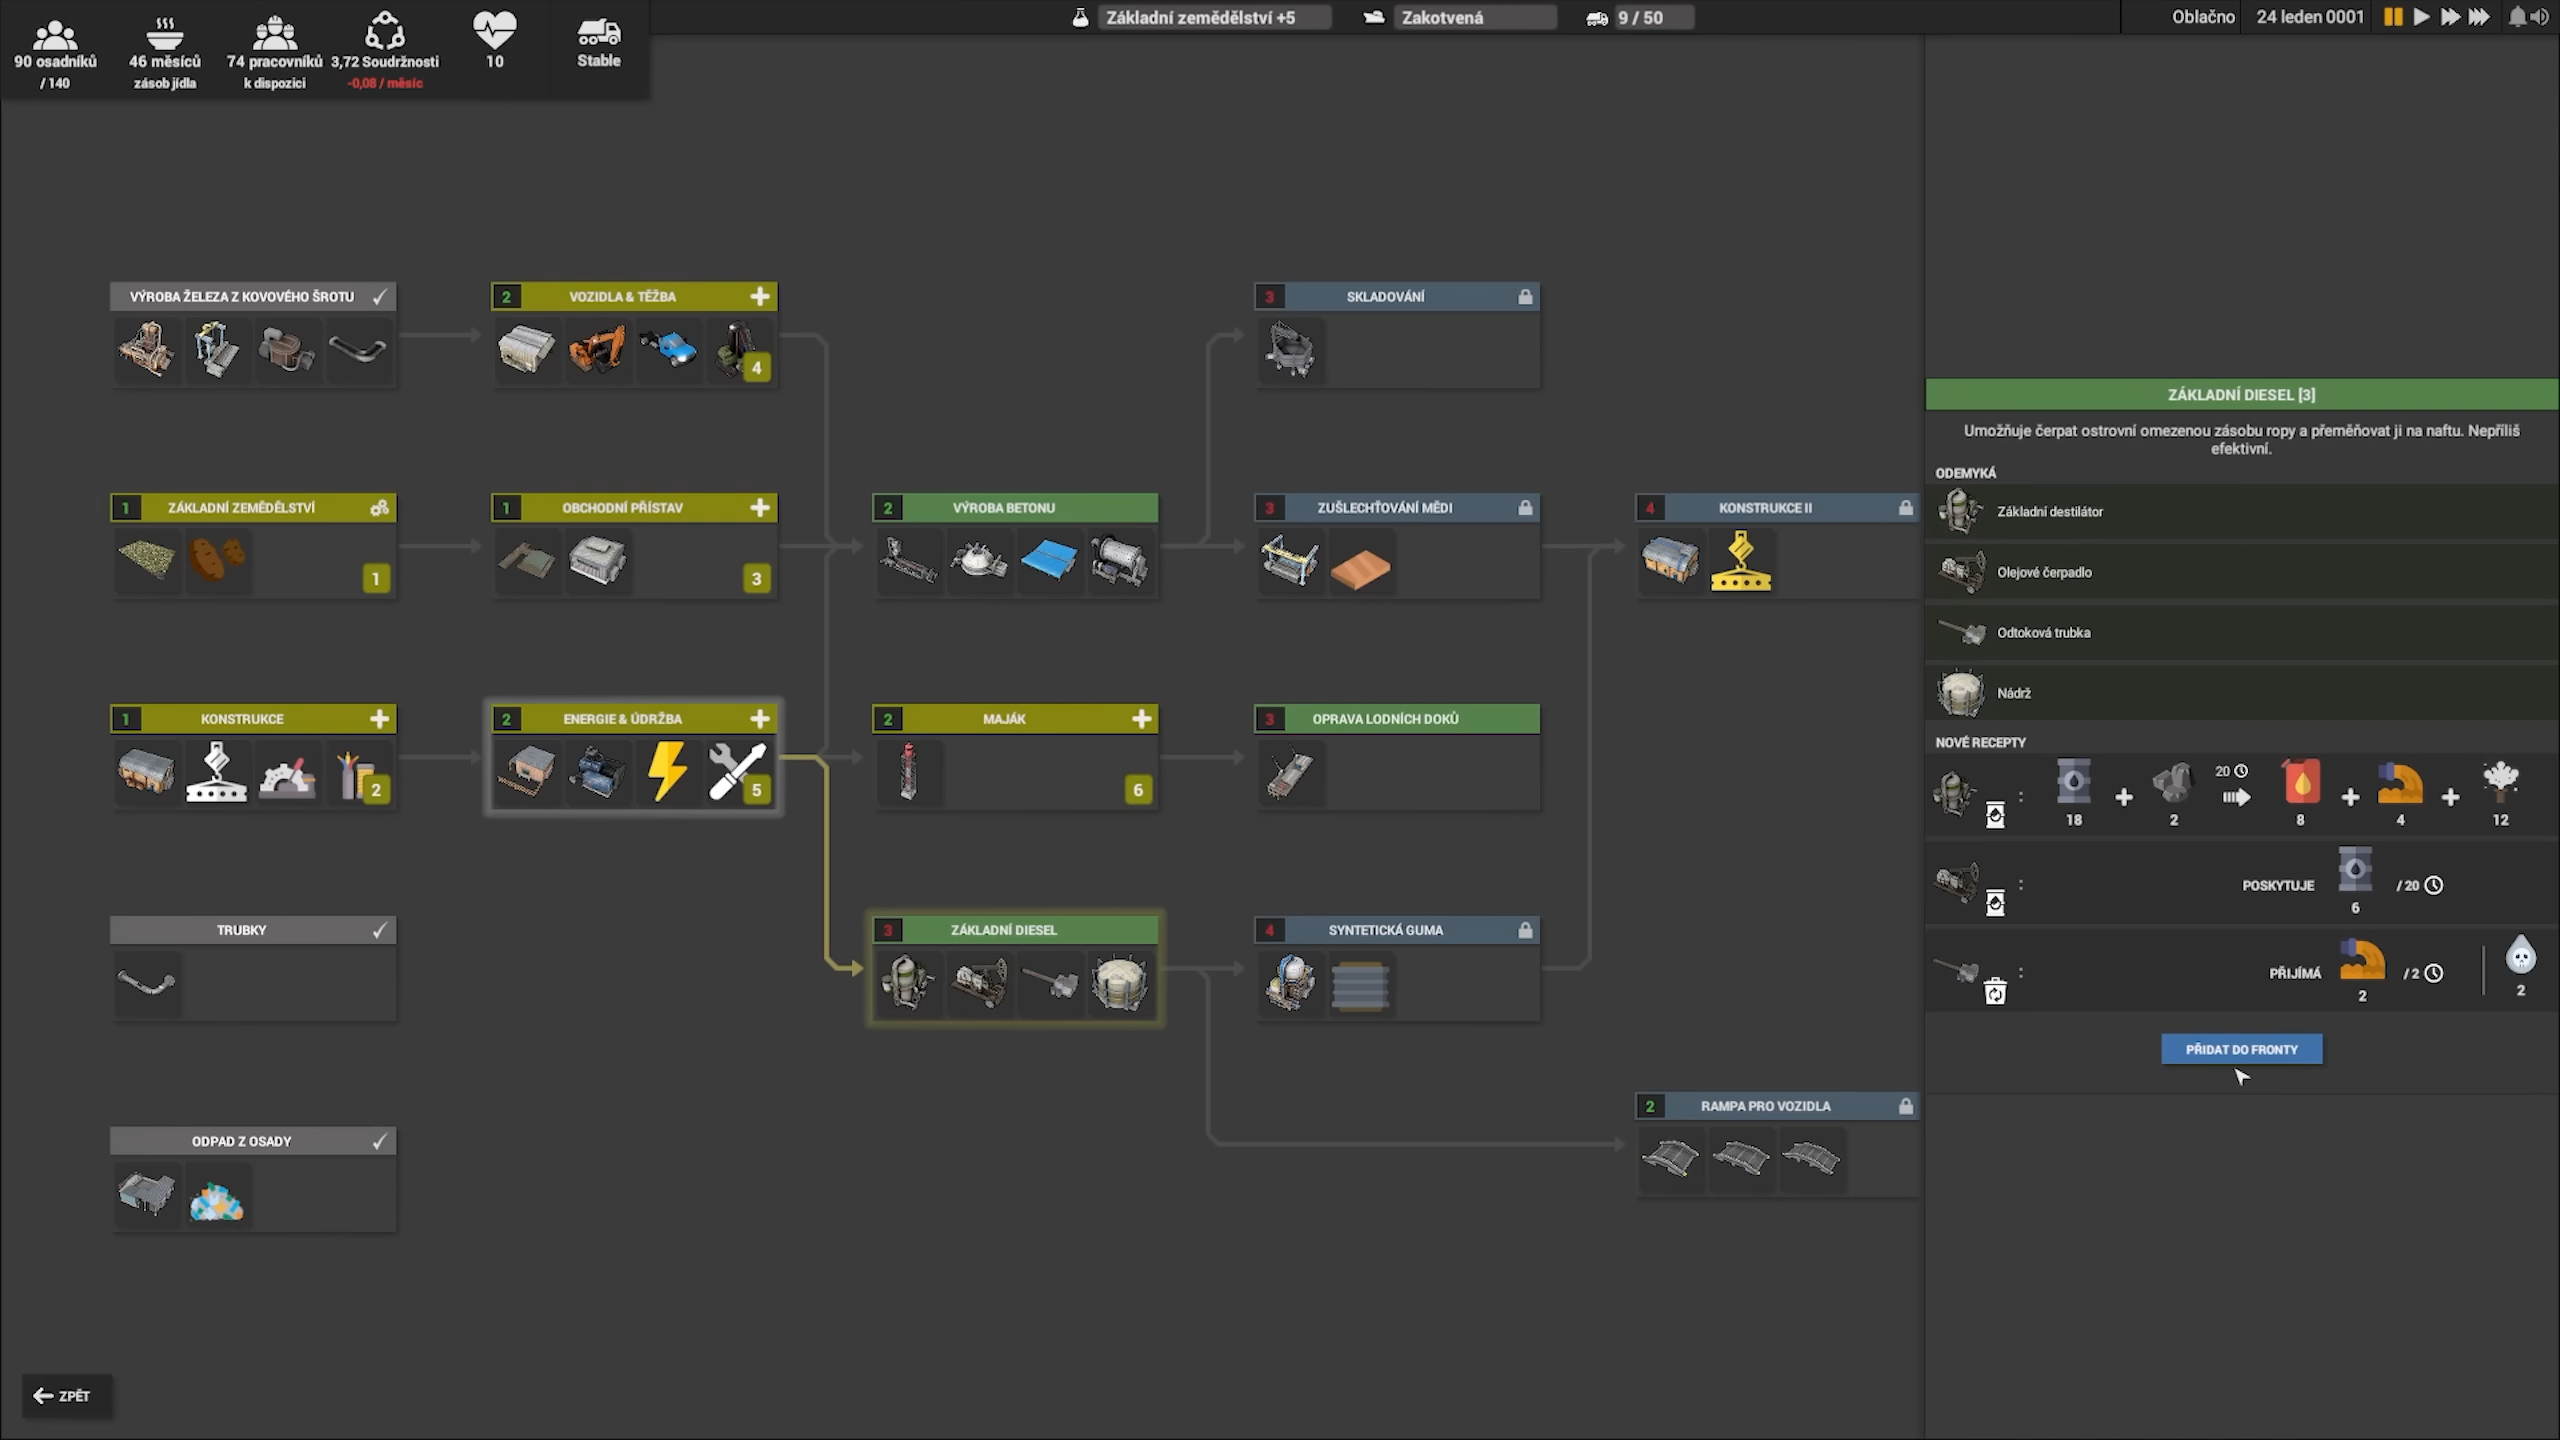 90 osadníků
/ 140
46 měsíců
zásob jídla
74 pracovníků
k dispozici
3,72 Soudržnosti
-0,08 / měsíc
10
Stable
Základní zemědělství +5
Zakotvená
9 / 50
Oblačno
24 leden 0001
VÝROBA ŽELEZA Z KOVOVÉHO ŠROTU
2 VOZIDLA & TĚŽBA
4
3 SKLADOVÁNÍ
1 ZÁKLADNÍ ZEMĚDĚLSTVÍ
1
1 OBCHODNÍ PŘÍSTAV
3
2 VÝROBA BETONU
3 ZUŠLECHŤOVÁNÍ MĚDI
4 KONSTRUKCE II
1 KONSTRUKCE
2
2 ENERGIE & ÚDRŽBA
5
2 MAJÁK
6
3 OPRAVA LODNÍCH DOKŮ
TRUBKY
3 ZÁKLADNÍ DIESEL
4 SYNTETICKÁ GUMA
2 RAMPA PRO VOZIDLA
ODPAD Z OSADY
ZPĚT
ZÁKLADNÍ DIESEL [3]
Umožňuje čerpat ostrovní omezenou zásobu ropy a přeměňovat ji na naftu. Nepříliš
efektivní.
ODEMYKÁ
Základní destilátor
Olejové čerpadlo
Odtoková trubka
Nádrž
NOVÉ RECEPTY
: 18 + 2 20 8 + 4 + 12
: POSKYTUJE 6 / 20
: PŘIJÍMÁ 2 / 2 2
PŘIDAT DO FRONTY